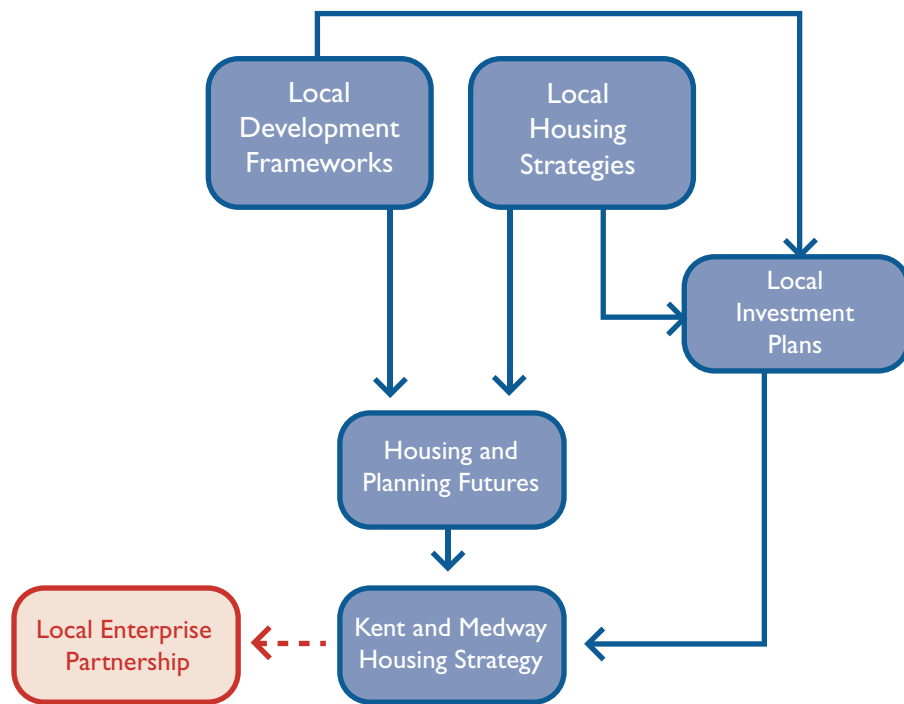 Local
Development
Frameworks
Local
Housing
Strategies
Local
Investment
Plans
Housing and
Planning Futures
Local Enterprise
Partnership
Kent and Medway
Housing Strategy